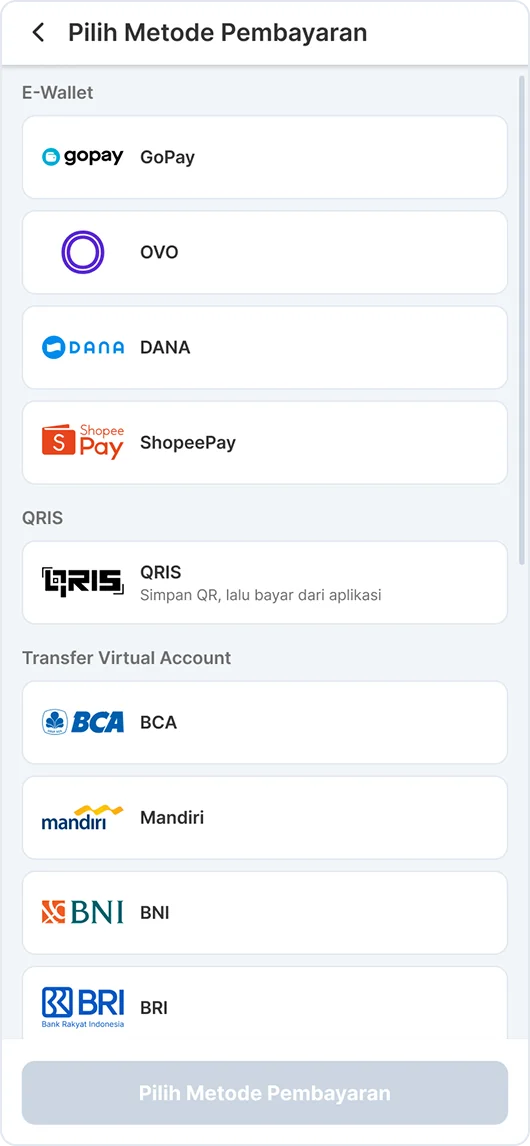 Pilih Metode Pembayaran
E-Wallet
gopay GoPay
OVO
DANA DANA
Shopee
Pay
S
ShopeePay
QRIS
QRIS QRIS
Simpan QR, lalu bayar dari aplikasi
Transfer Virtual Account
BCA BCA
mandiri Mandiri
BNI BNI
BRI BRI
Bank Rakyat Indonesia
Pilih Metode Pembayaran